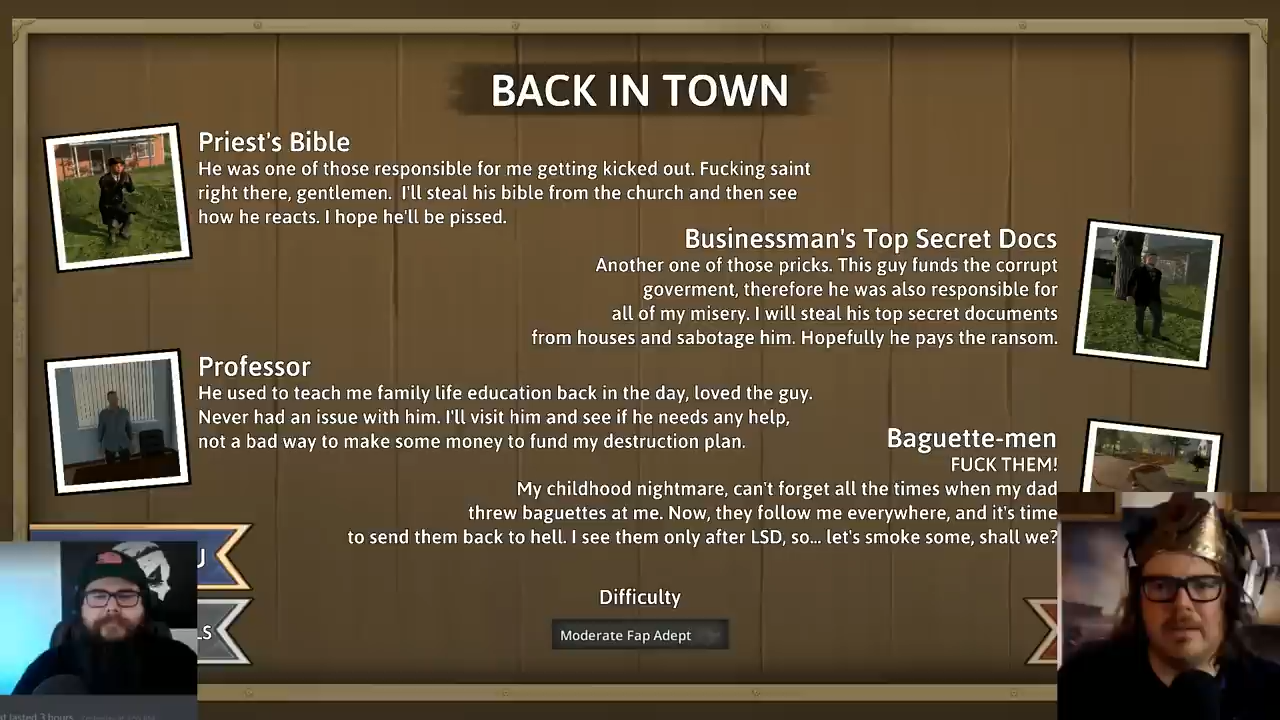 BACK IN TOWN
Priest's Bible
He was one of those responsible for me getting kicked out. Fucking saint
right there, gentlemen. I'll steal his bible from the church and then see
how he reacts. I hope he'll be pissed.
Businessman's Top Secret Docs
Another one of those pricks. This guy funds the corrupt
goverment, therefore he was also responsible for
all of my misery. I will steal his top secret documents
from houses and sabotage him. Hopefully he pays the ransom.
Professor
He used to teach me family life education back in the day, loved the guy.
Never had an issue with him. I'll visit him and see if he needs any help,
not a bad way to make some money to fund my destruction plan.
Baguette-men
FUCK THEM!
My childhood nightmare, can't forget all the times when my dad
threw baguettes at me. Now, they follow me everywhere, and it's time
to send them back to hell. I see them only after LSD, so... let's smoke some, shall we?
U
LS
Difficulty
Moderate Fap Adept
lasted 3 hours